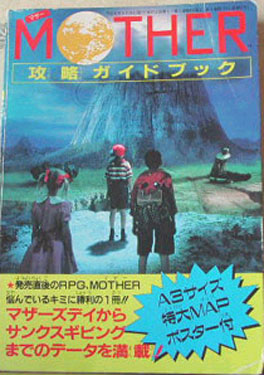 マザー
MOTHER
攻略ガイドブック
★発売直後のRPG、MOTHER
悩んでいるキミに勝利の1冊!!
マザーズデイから
サンクスギビング
までのデータを満載!
A3サイズ
特大MAP
ポスター付